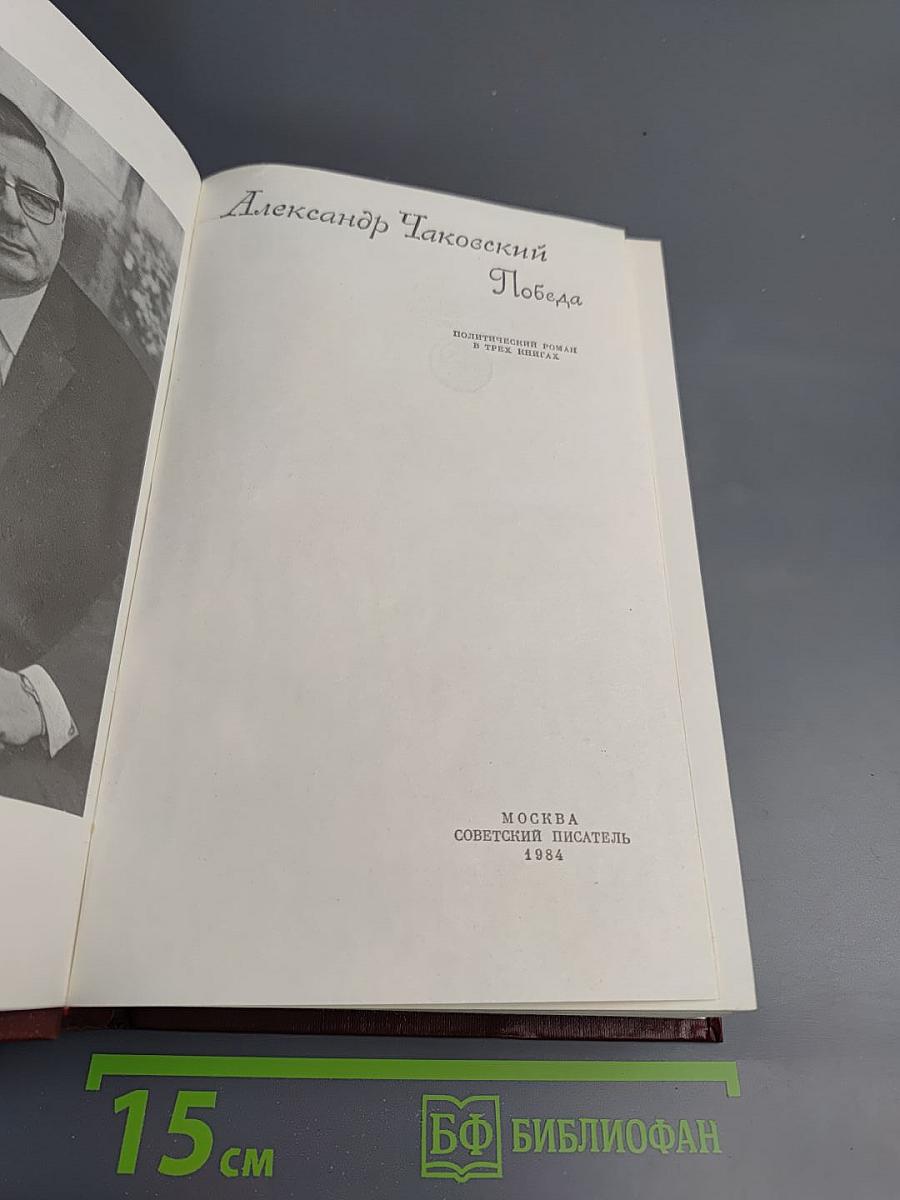 Александр Чаковский
Победа
ПОЛИТИЧЕСКИЙ РОМАН
В ТРЕХ КНИГАХ
МОСКВА
СОВЕТСКИЙ ПИСАТЕЛЬ
1984
15 см
БФ БИБЛИОФАН